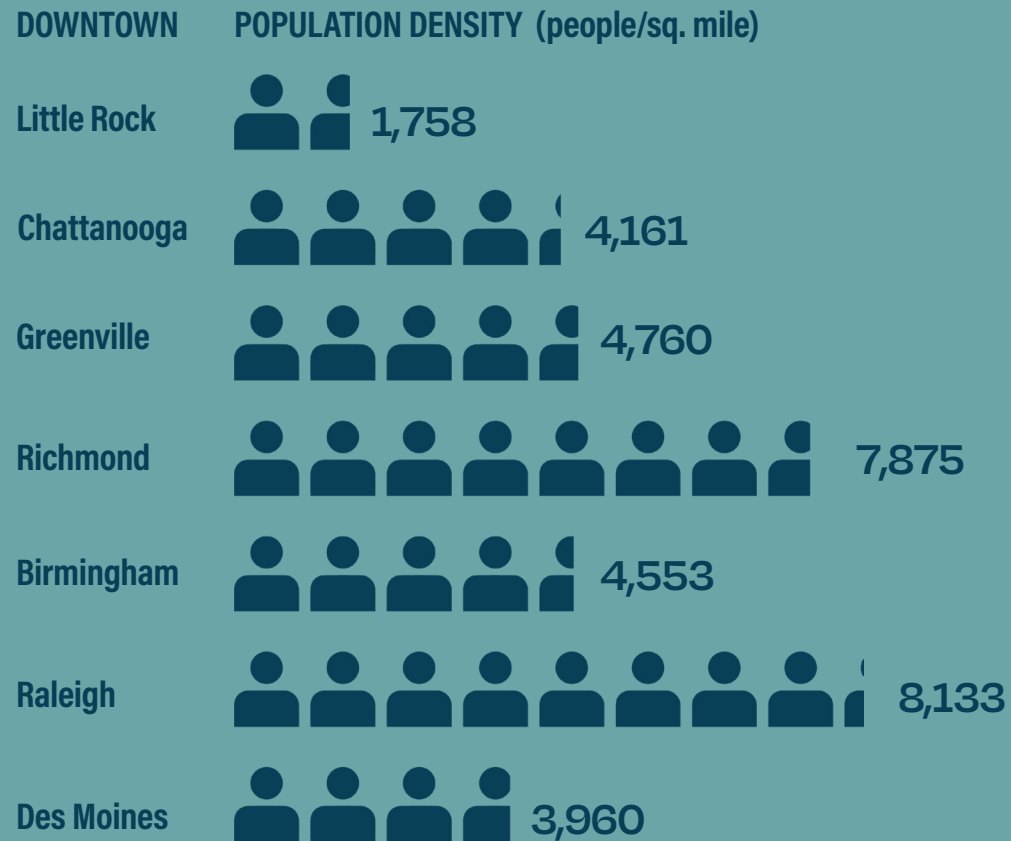 DOWNTOWN POPULATION DENSITY (people/sq. mile)
Little Rock 1,758
Chattanooga 4,161
Greenville 4,760
Richmond 7,875
Birmingham 4,553
Raleigh 8,133
Des Moines 3,960